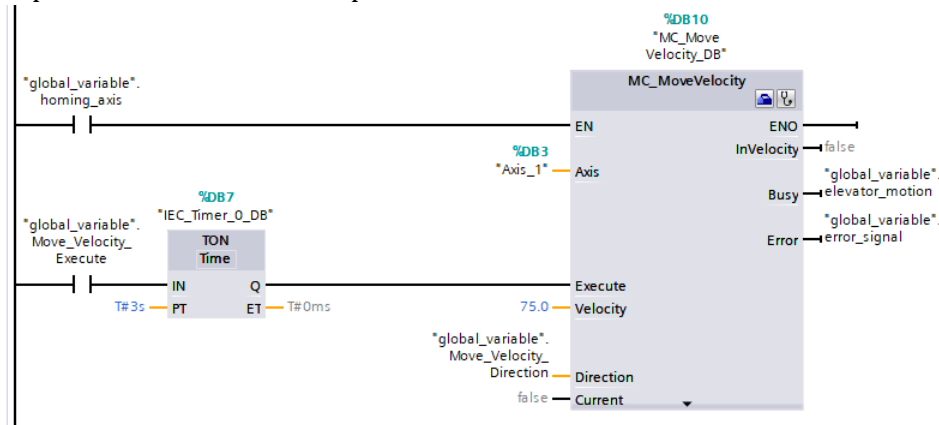 %DB10
"MC_Move
Velocity_DB"
MC_MoveVelocity
"global_variable".
homing_axis
EN
ENO
%DB3
"Axis_1"
Axis
InVelocity
false
"global_variable".
elevator_motion
Busy
"global_variable".
error_signal
Error
%DB7
"IEC_Timer_0_DB"
"global_variable".
Move_Velocity_
Execute
TON
Time
IN
Q
Execute
T#3s
PT
ET
T#0ms
75.0
Velocity
"global_variable".
Move_Velocity_
Direction
Direction
false
Current